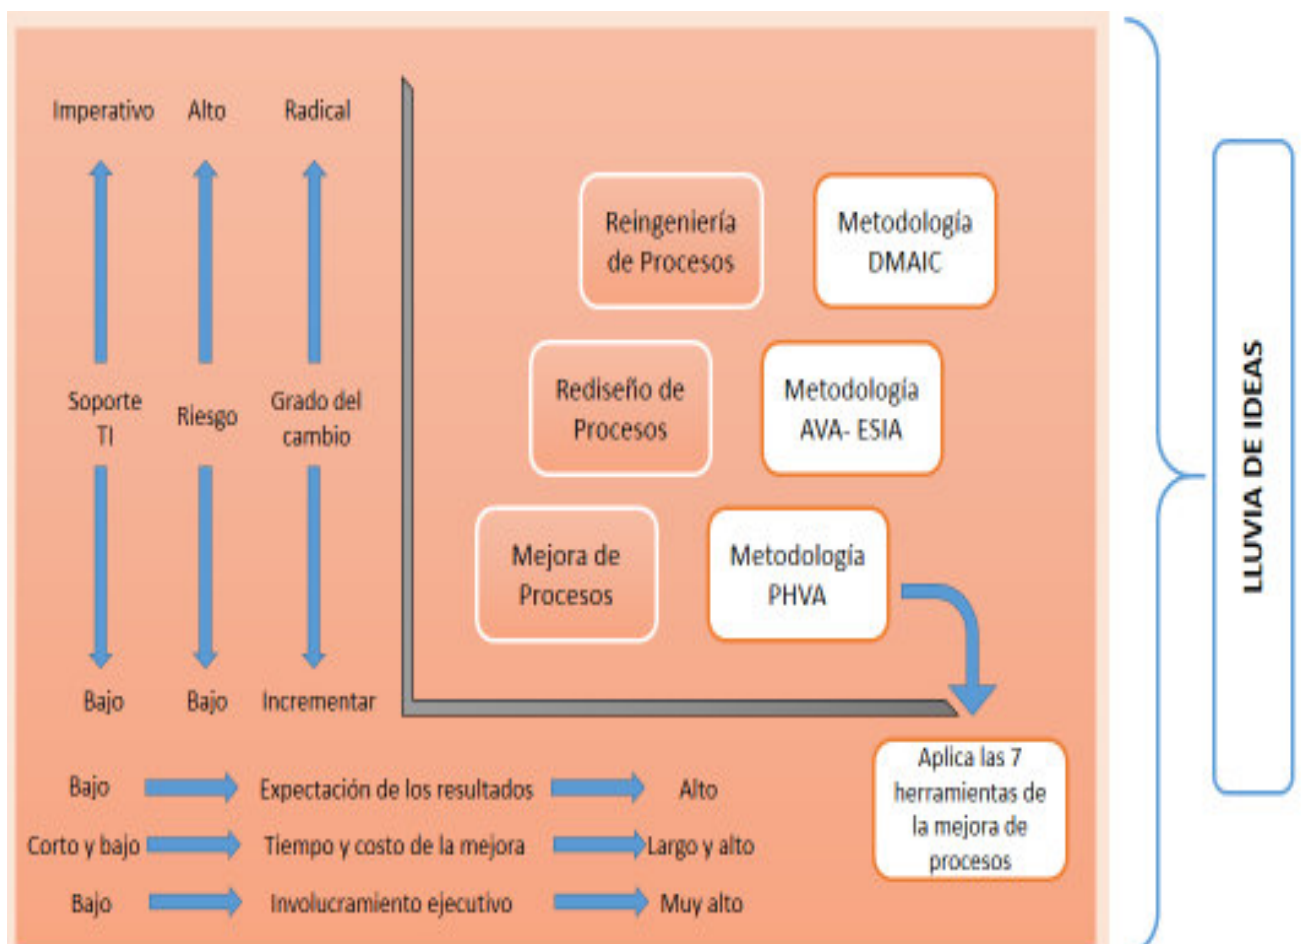 Imperativo
Alto
Radical
Reingeniería
de Procesos
Metodología
DMAIC
Soporte
TI
Riesgo
Grado del
cambio
Rediseño de
Procesos
Metodología
AVA- ESIA
Mejora de
Procesos
Metodología
PHVA
Bajo
Bajo
Incrementar
Bajo
Expectación de los resultados
Alto
Corto y bajo
Tiempo y costo de la mejora
Largo y alto
Bajo
Involucramiento ejecutivo
Muy alto
Aplica las 7
herramientas de
la mejora de
procesos
LLUVIA DE IDEAS